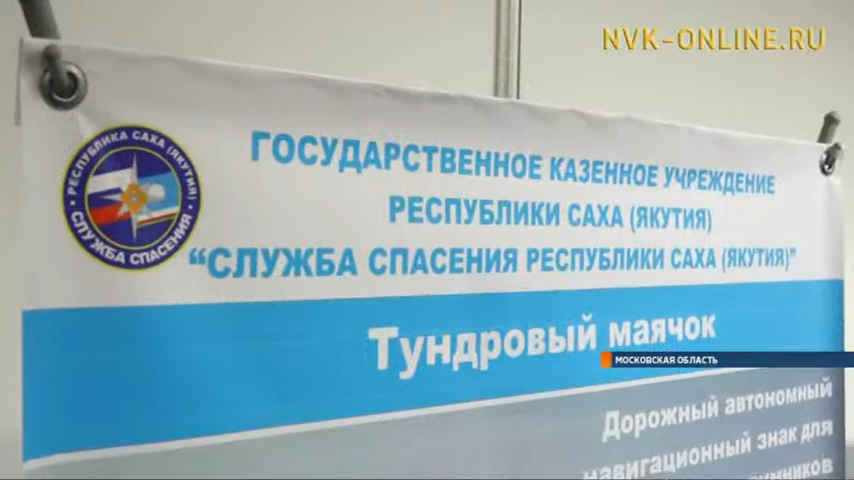 NVK-ONLINE.RU
РЕСПУБЛИКА САХА (ЯКУТИЯ)
СЛУЖБА СПАСЕНИЯ
ГОСУДАРСТВЕННОЕ КАЗЕННОЕ УЧРЕЖДЕНИЕ
РЕСПУБЛИКИ САХА (ЯКУТИЯ)
“СЛУЖБА СПАСЕНИЯ РЕСПУБЛИКИ САХА (ЯКУТИЯ)”
Тундровый маячок
МОСКОВСКАЯ ОБЛАСТЬ
Дорожный автономный
навигационный знак для